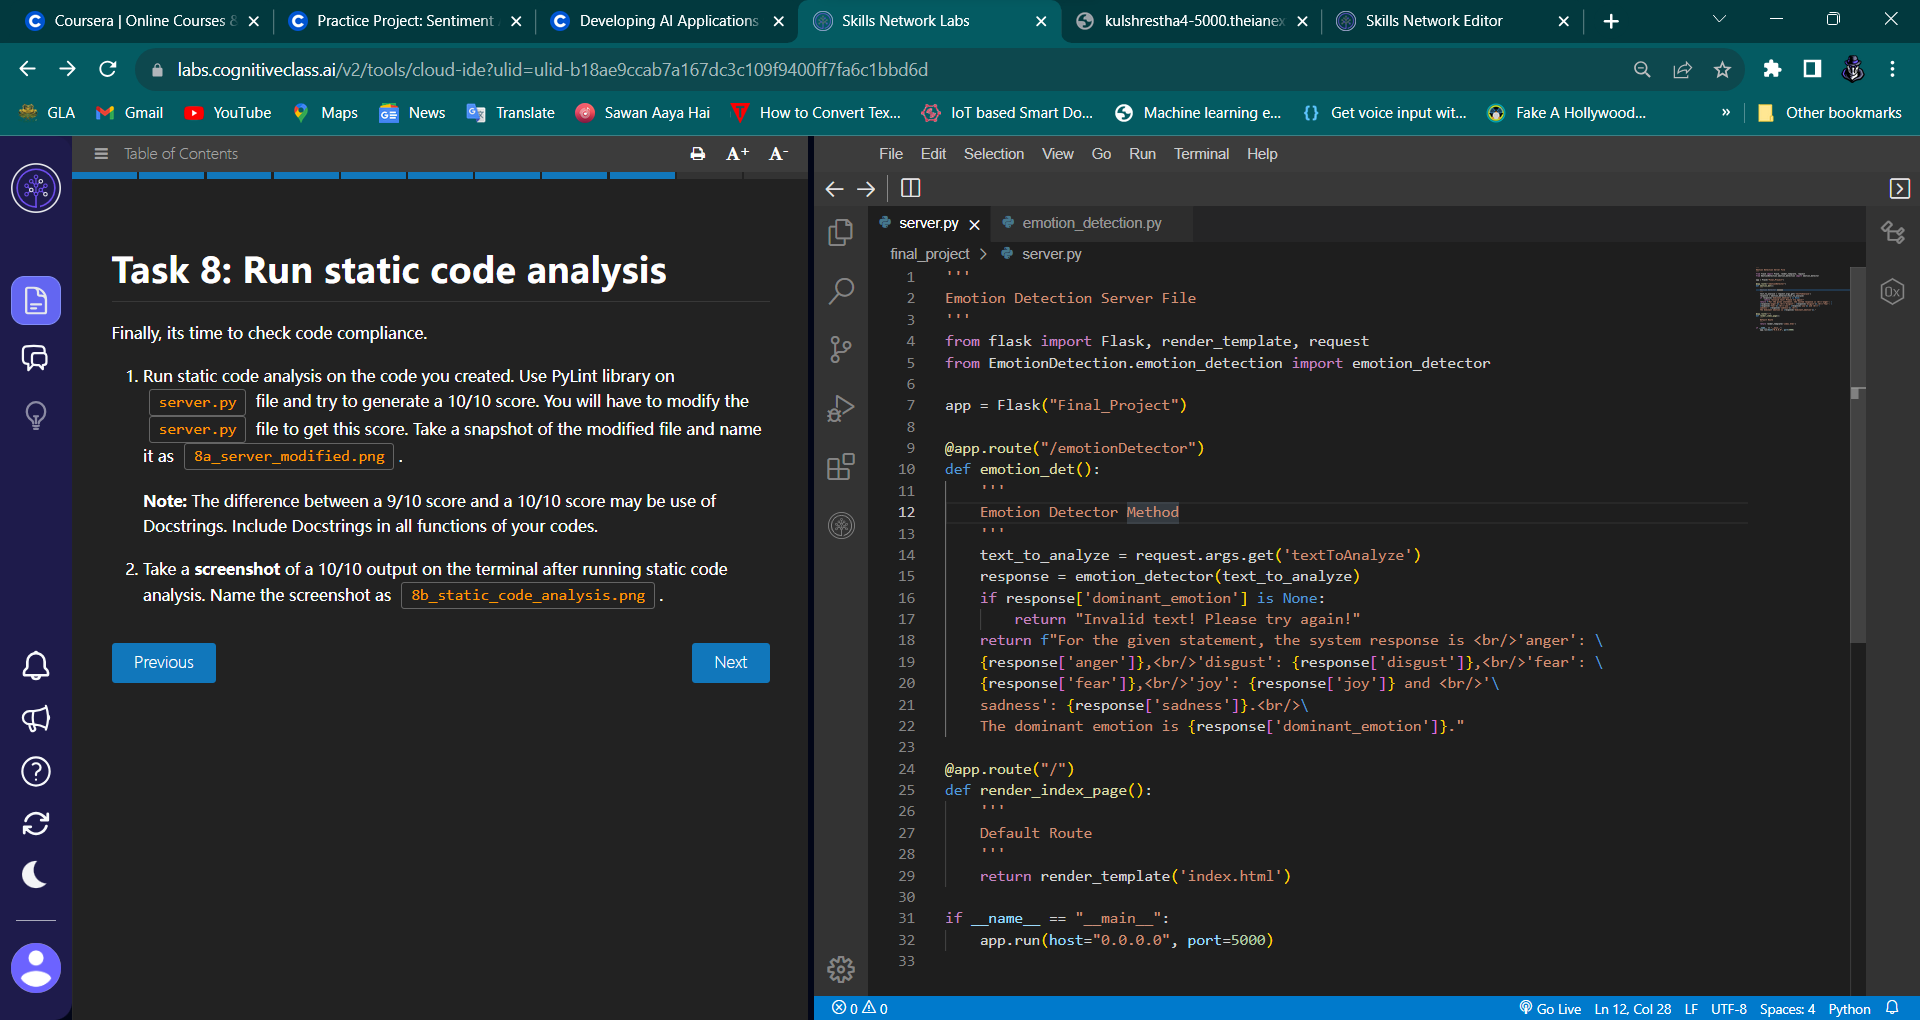 Coursera | Online Courses &
Practice Project: Sentiment
Developing AI Applications
Skills Network Labs
kulshrestha4-5000.theianex
Skills Network Editor
labs.cognitiveclass.ai/v2/tools/cloud-ide?ulid=ulid-b18ae9ccab7a167dc3c109f9400ff7fa6c1bbd6d
GLA
Gmail
YouTube
Maps
News
Translate
Sawan Aaya Hai
How to Convert Tex...
IoT based Smart Do...
Machine learning e...
Get voice input wit...
Fake A Hollywood...
»
Other bookmarks
Table of Contents
A+
A-
Task 8: Run static code analysis
Finally, its time to check code compliance.
1. Run static code analysis on the code you created. Use PyLint library on
server.py file and try to generate a 10/10 score. You will have to modify the
server.py file to get this score. Take a snapshot of the modified file and name
it as 8a_server_modified.png .
Note: The difference between a 9/10 score and a 10/10 score may be use of
Docstrings. Include Docstrings in all functions of your codes.
2. Take a screenshot of a 10/10 output on the terminal after running static code
analysis. Name the screenshot as 8b_static_code_analysis.png .
Previous
Next
File Edit Selection View Go Run Terminal Help
server.py
emotion_detection.py
final_project > server.py
1 '''
2 Emotion Detection Server File
3 '''
4 from flask import Flask, render_template, request
5 from EmotionDetection.emotion_detection import emotion_detector
6
7 app = Flask("Final_Project")
8
9 @app.route("/emotionDetector")
10 def emotion_det():
11     '''
12     Emotion Detector Method
13     '''
14     text_to_analyze = request.args.get('textToAnalyze')
15     response = emotion_detector(text_to_analyze)
16     if response['dominant_emotion'] is None:
17         return "Invalid text! Please try again!"
18     return f"For the given statement, the system response is <br/>'anger': \
19     {response['anger']},<br/>'disgust': {response['disgust']},<br/>'fear': \
20     {response['fear']},<br/>'joy': {response['joy']} and <br/>'\
21     sadness': {response['sadness']}.<br/>\
22     The dominant emotion is {response['dominant_emotion']}."
23
24 @app.route("/")
25 def render_index_page():
26     '''
27     Default Route
28     '''
29     return render_template('index.html')
30
31 if __name__ == "__main__":
32     app.run(host="0.0.0.0", port=5000)
33
0x
0 0
Go Live Ln 12, Col 28 LF UTF-8 Spaces: 4 Python